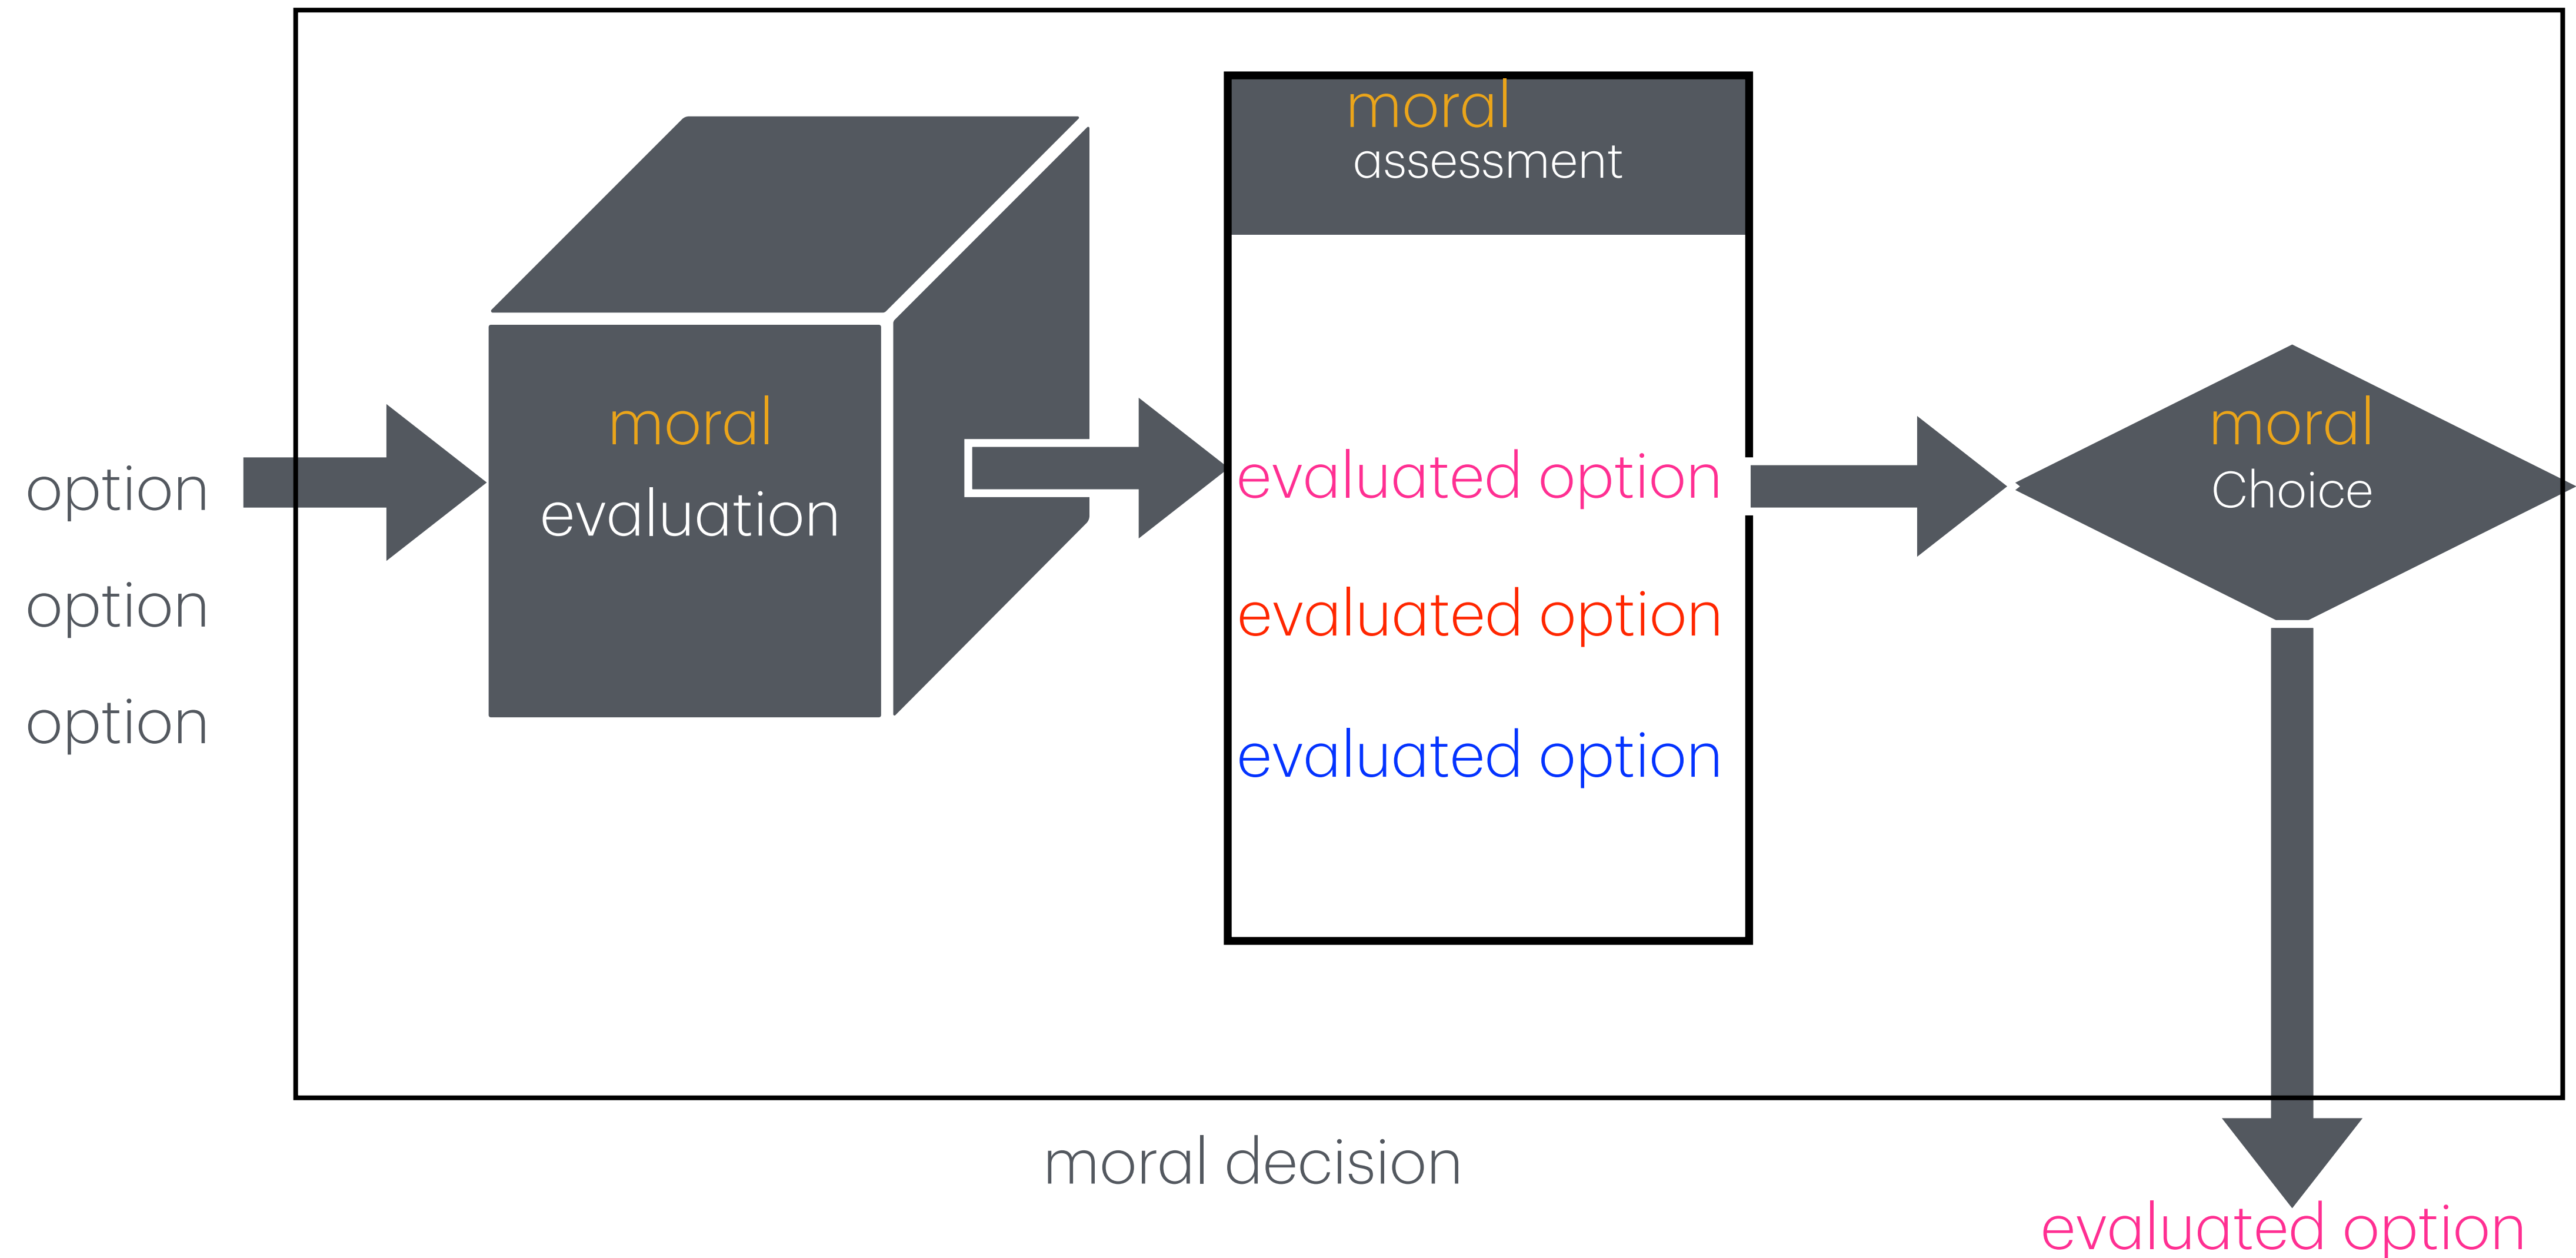 option
option
option
moral
evaluation
moral
assessment
evaluated option
evaluated option
evaluated option
moral
Choice
moral decision
evaluated option